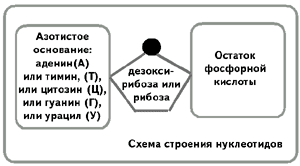 Азотистое
основание:
аденин(А)
или тимин, (Т),
или цитозин (Ц),
или гуанин (Г),
или урацил (У)
дезокси-
рибоза или
рибоза
Остаток
фосфорной
кислоты
Схема строения нуклеотидов